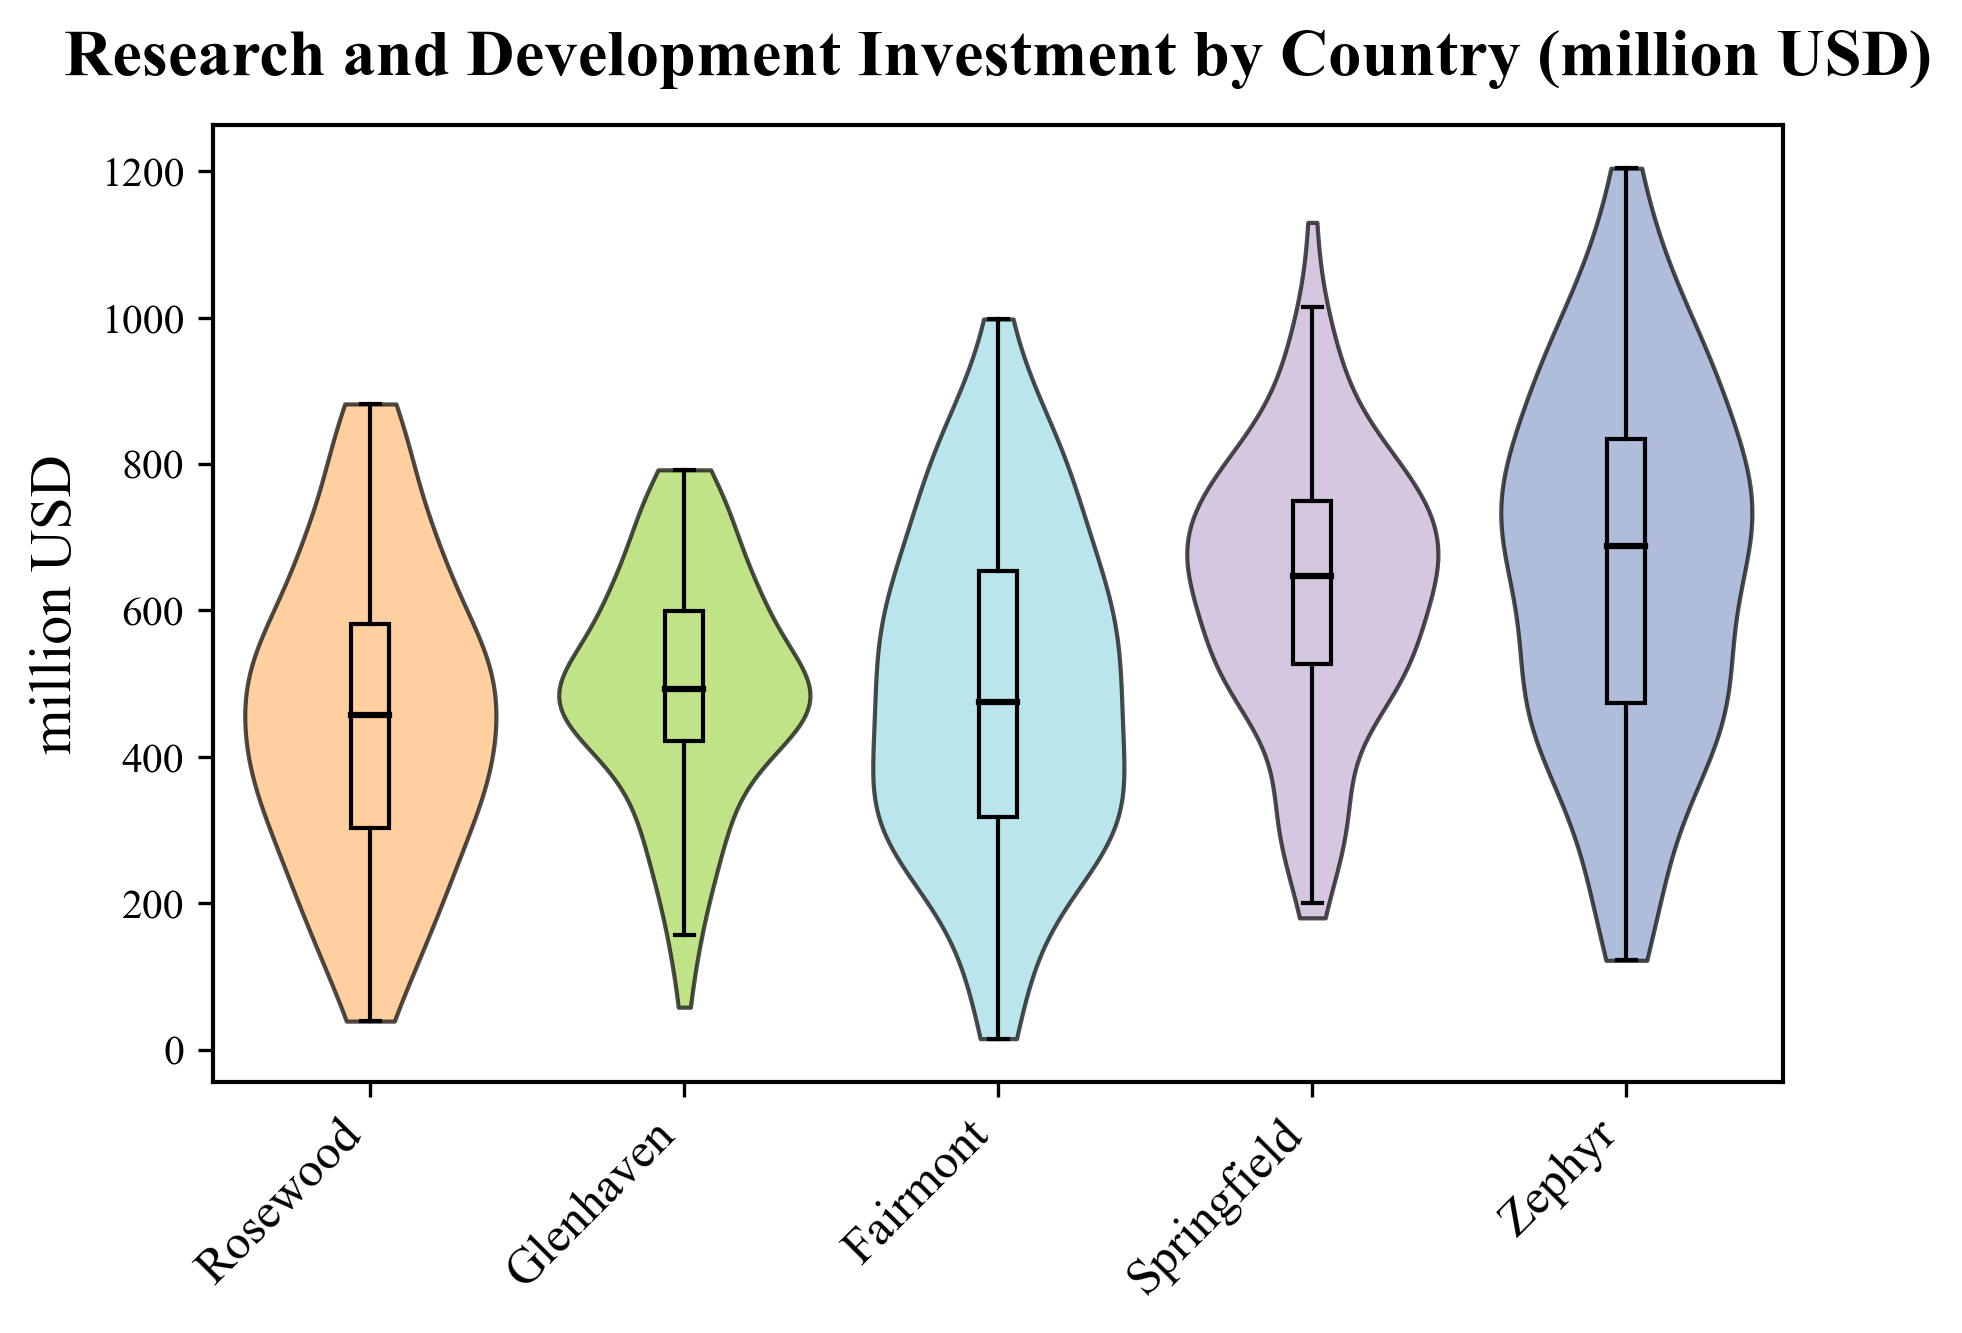 Research and Development Investment by Country (million USD)
million USD
1200
1000
800
600
400
200
0
Rosewood
Glenhaven
Fairmont
Springfield
Zephyr